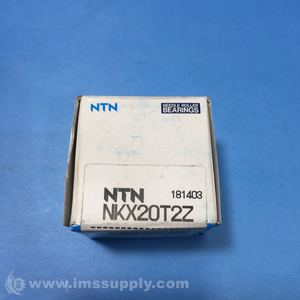 NTN
NEEDLE ROLLER
BEARINGS
NTN 181403
NKX20T2Z
© www.imssupply.com